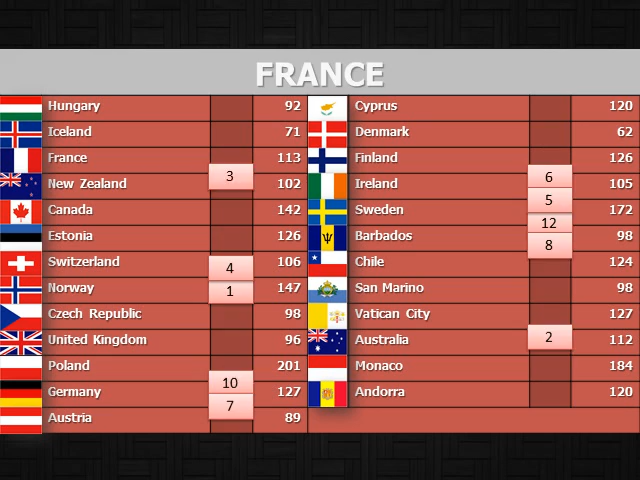 FRANCE
Hungary 92
Iceland 71
France 113
New Zealand 3 102
Canada 142
Estonia 126
Switzerland 4 106
Norway 1 147
Czech Republic 98
United Kingdom 96
Poland 201
Germany 10 127
Austria 7 89
Cyprus 120
Denmark 62
Finland 126
Ireland 6 105
Sweden 5 172
12
Barbados 8 98
Chile 124
San Marino 98
Vatican City 127
Australia 2 112
Monaco 184
Andorra 120